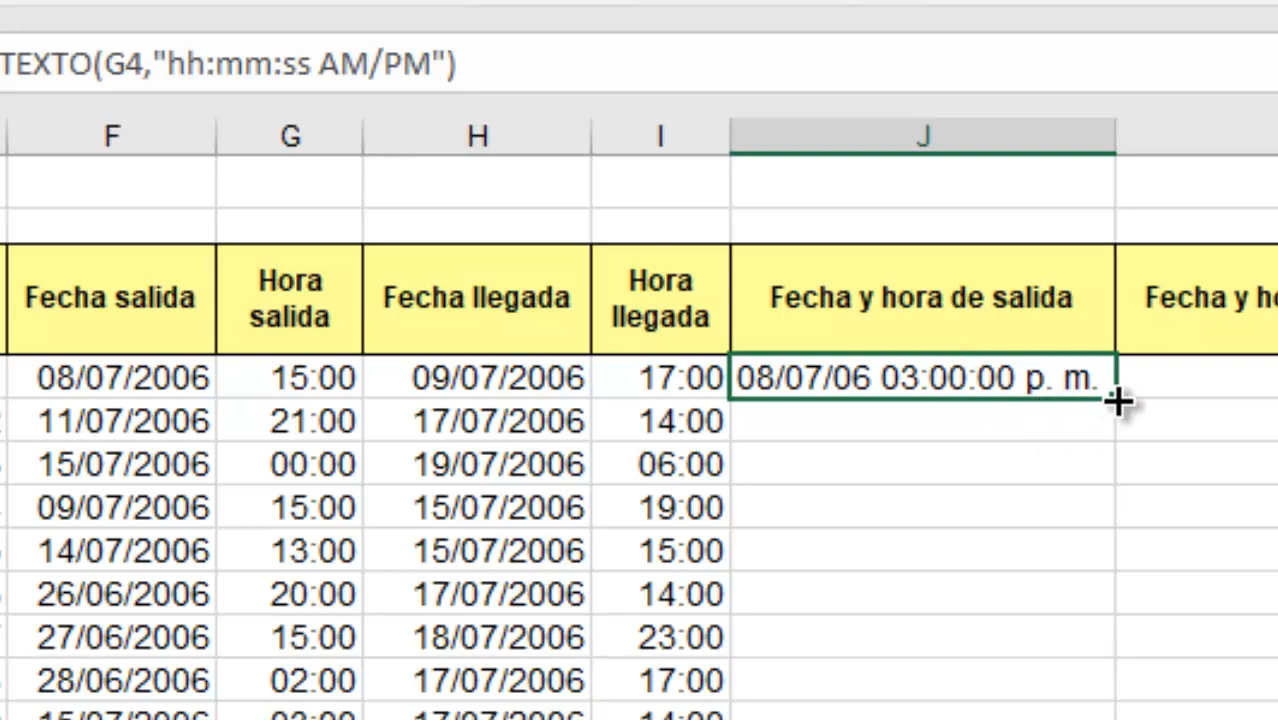 TEXTO(G4,"hh:mm:ss AM/PM")
F G H I J
Fecha salida Hora salida Fecha llegada Hora llegada Fecha y hora de salida Fecha y
08/07/2006 15:00 09/07/2006 17:00 08/07/06 03:00:00 p. m.
11/07/2006 21:00 17/07/2006 14:00
15/07/2006 00:00 19/07/2006 06:00
09/07/2006 15:00 15/07/2006 19:00
14/07/2006 13:00 15/07/2006 15:00
26/06/2006 20:00 17/07/2006 14:00
27/06/2006 15:00 18/07/2006 23:00
28/06/2006 02:00 17/07/2006 17:00